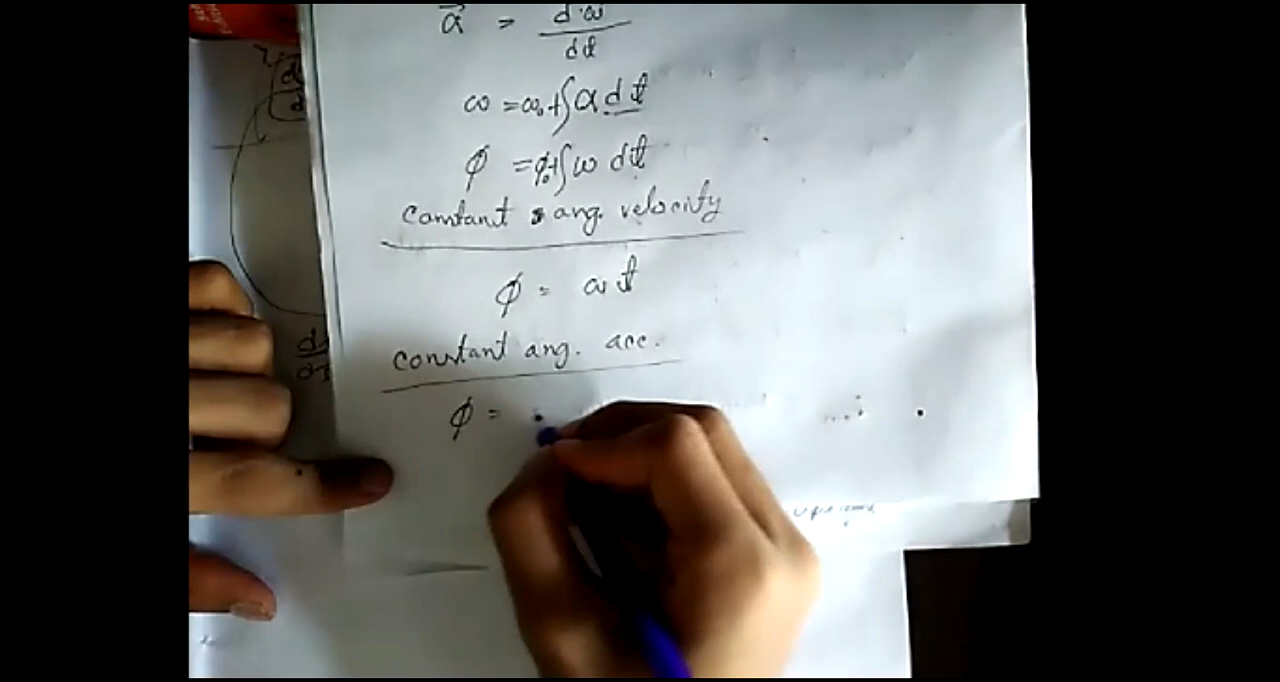 α⃗ = dω/dt
ω = ω₀ + ∫ α dt
ϕ = ϕ₀ + ∫ ω dt
constant ang. velocity
ϕ = ωt
constant ang. acc.
ϕ =